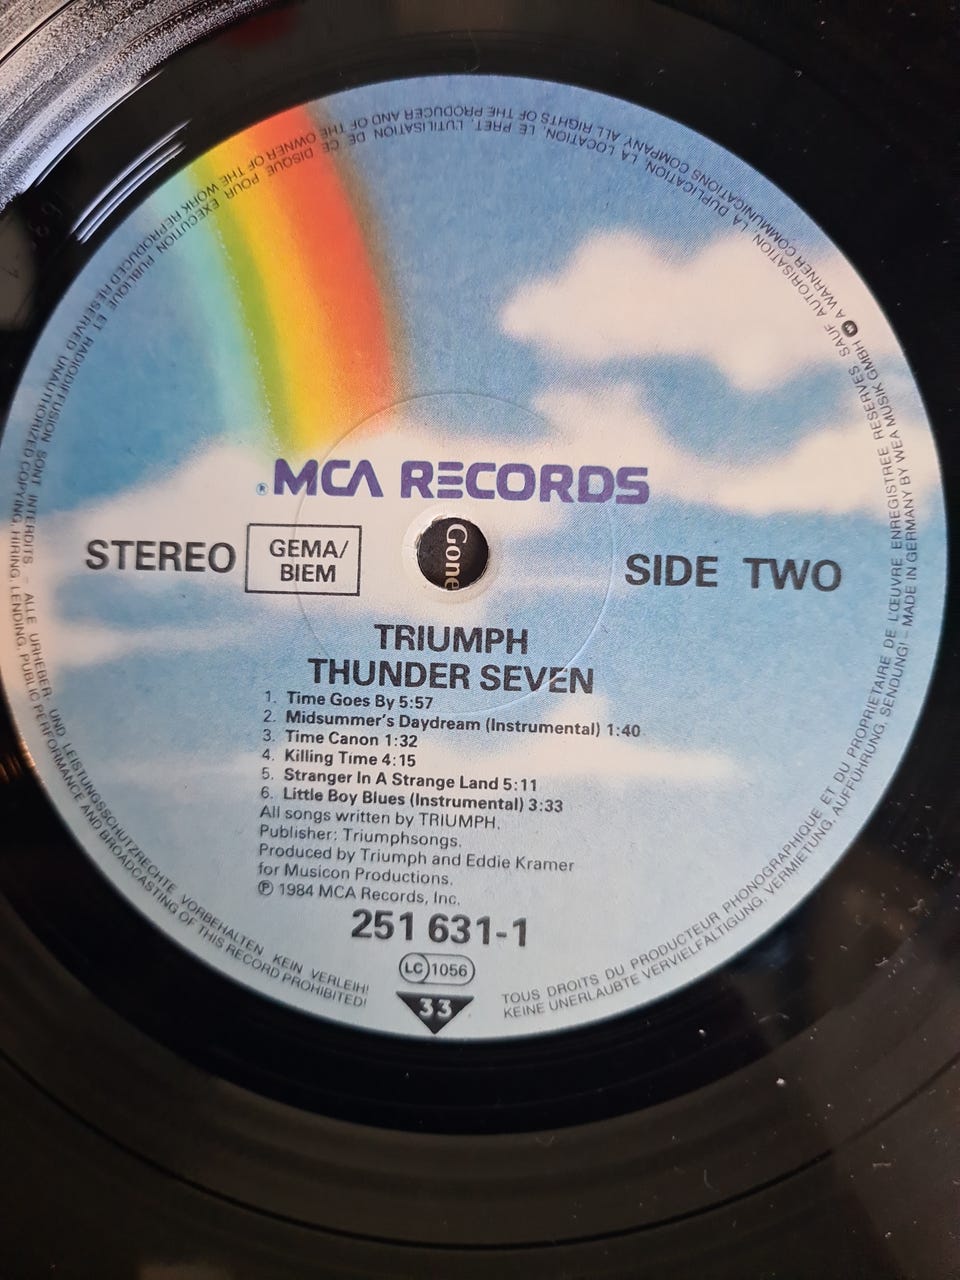 ® MCA RECORDS
STEREO
GEMA/
BIEM
Gone
SIDE TWO
TRIUMPH
THUNDER SEVEN
1. Time Goes By 5:57
2. Midsummer's Daydream (Instrumental) 1:40
3. Time Canon 1:32
4. Killing Time 4:15
5. Stranger In A Strange Land 5:11
6. Little Boy Blues (Instrumental) 3:33
All songs written by TRIUMPH.
Publisher: Triumphsongs.
Produced by Triumph and Eddie Kramer
for Musicon Productions.
℗ 1984 MCA Records, Inc.
251 631-1
LC 1056
33
TOUS DROITS DU PRODUCTEUR PHONOGRAPHIQUE ET DU PROPRIETAIRE DE L'ŒUVRE ENREGISTREE RESERVES SAUF AUTORISATION, LA DUPLICATION, LA LOCATION, LE PRET, L'UTILISATION DE CE DISQUE POUR EXECUTION PUBLIQUE ET RADIODIFFUSION SONT INTERDITS – ALLE URHEBER- UND LEISTUNGSSCHUTZRECHTE VORBEHALTEN KEIN VERLEIH!
KEINE UNERLAUBTE VERVIELFÄLTIGUNG, VERMIETUNG, AUFFÜHRUNG, SENDUNG! – MADE IN GERMANY BY WEA MUSIK GMBH A WARNER COMMUNICATIONS COMPANY ALL RIGHTS OF THE PRODUCER AND OF THE OWNER OF THE WORK REPRODUCED RESERVED UNAUTHORIZED COPYING, HIRING, LENDING, PUBLIC PERFORMANCE AND BROADCASTING OF THIS RECORD PROHIBITED!